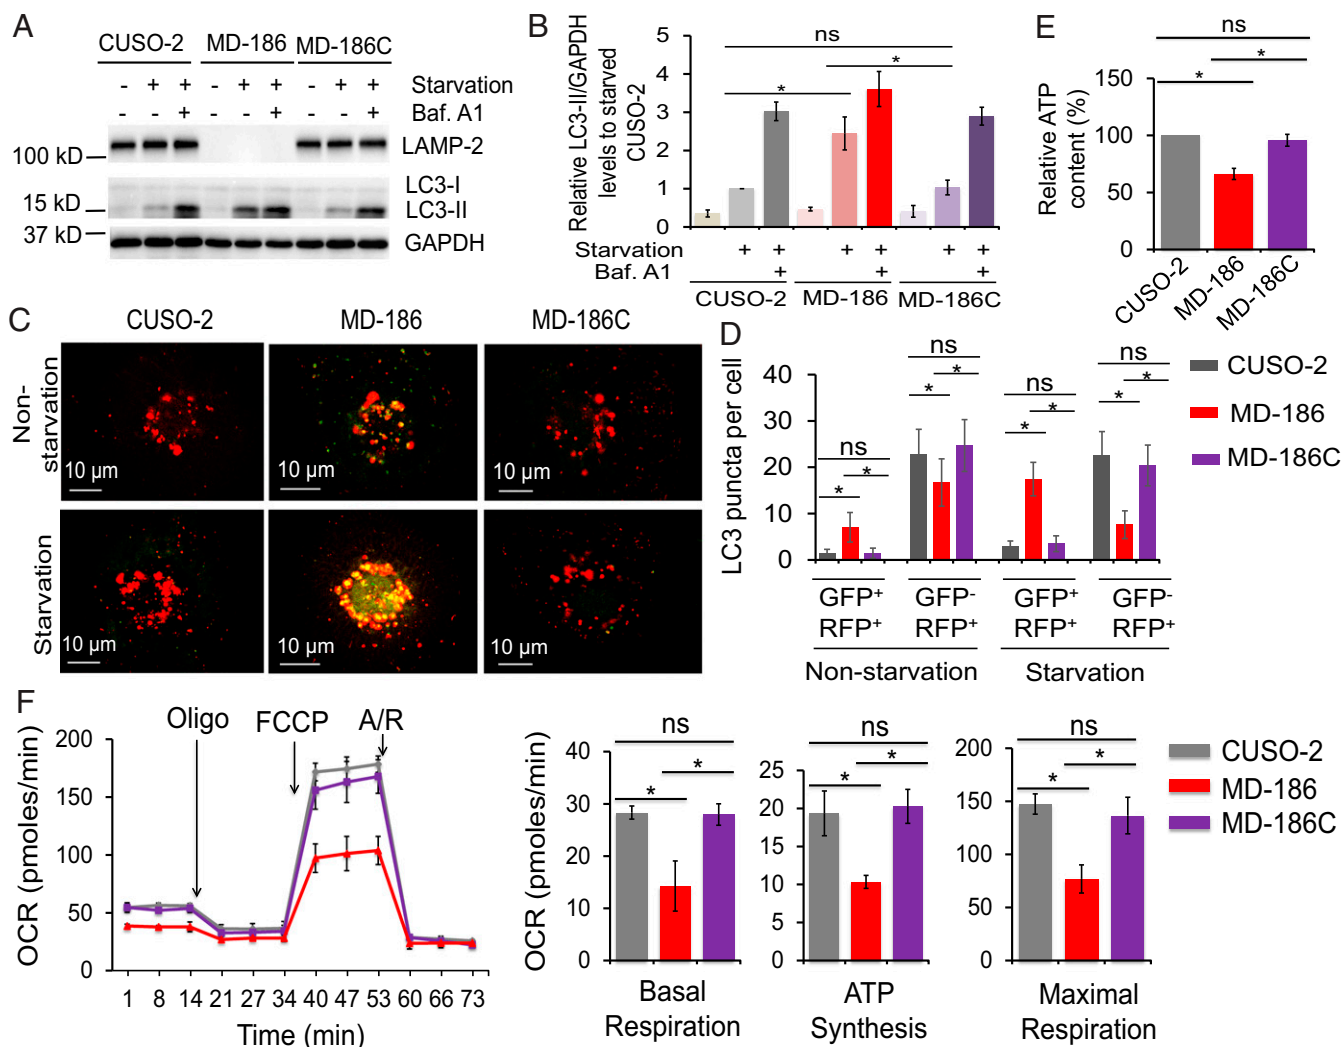 A
CUSO-2 MD-186 MD-186C
- + + - + + - + + Starvation
+ + + Baf. A1
LAMP-2
100 kD
LC3-I
15 kD LC3-II
37 kD
GAPDH
B
Relative LC3-II/GAPDH
levels to starved
CUSO-2
5
4
3
2
1
0
ns
*
*
Starvation + + + + + +
Baf. A1 + + +
CUSO-2 MD-186 MD-186C
E
Relative ATP
content (%)
150
100
50
0
ns
*
*
CUSO-2
MD-186
MD-186C
C
CUSO-2 MD-186 MD-186C
Non-
starvation
10 µm 10 µm 10 µm
Starvation
10 µm 10 µm 10 µm
D
LC3 puncta per cell
40
30
20
10
0
ns
*
*
ns
*
*
ns
*
*
ns
*
*
GFP+ GFP- GFP+ GFP-
RFP+ RFP+ RFP+ RFP+
Non-starvation Starvation
CUSO-2
MD-186
MD-186C
F
OCR (pmoles/min)
200
150
100
50
0
Oligo FCCP A/R
1 8 14 21 27 34 40 47 53 60 66 73
Time (min)
OCR (pmoles/min)
40
30
20
10
0
ns
*
*
Basal
Respiration
25
20
15
10
5
0
ns
*
*
ATP
Synthesis
200
150
100
50
0
ns
*
*
Maximal
Respiration
CUSO-2
MD-186
MD-186C